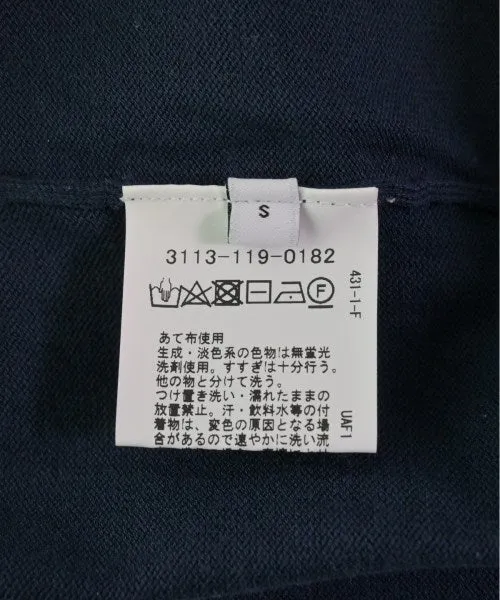 S
3113-119-0182
F
431-1-F
あて布使用
生成・淡色系の色物は無蛍光
洗剤使用。すすぎは十分行う。
他の物と分けて洗う。
つけ置き洗い・濡れたままの
放置禁止。汗・飲料水等の付
着物は、変色の原因となる場
合があるので速やかに洗い流
UAF1